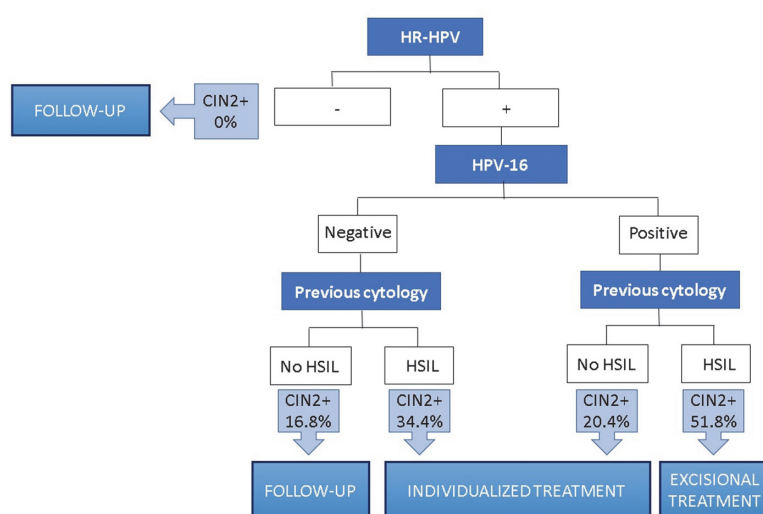 HR-HPV
FOLLOW-UP
CIN2+
0%
-
+
HPV-16
Negative
Positive
Previous cytology
Previous cytology
No HSIL
HSIL
No HSIL
HSIL
CIN2+
16.8%
CIN2+
34.4%
CIN2+
20.4%
CIN2+
51.8%
FOLLOW-UP
INDIVIDUALIZED TREATMENT
EXCISIONAL
TREATMENT